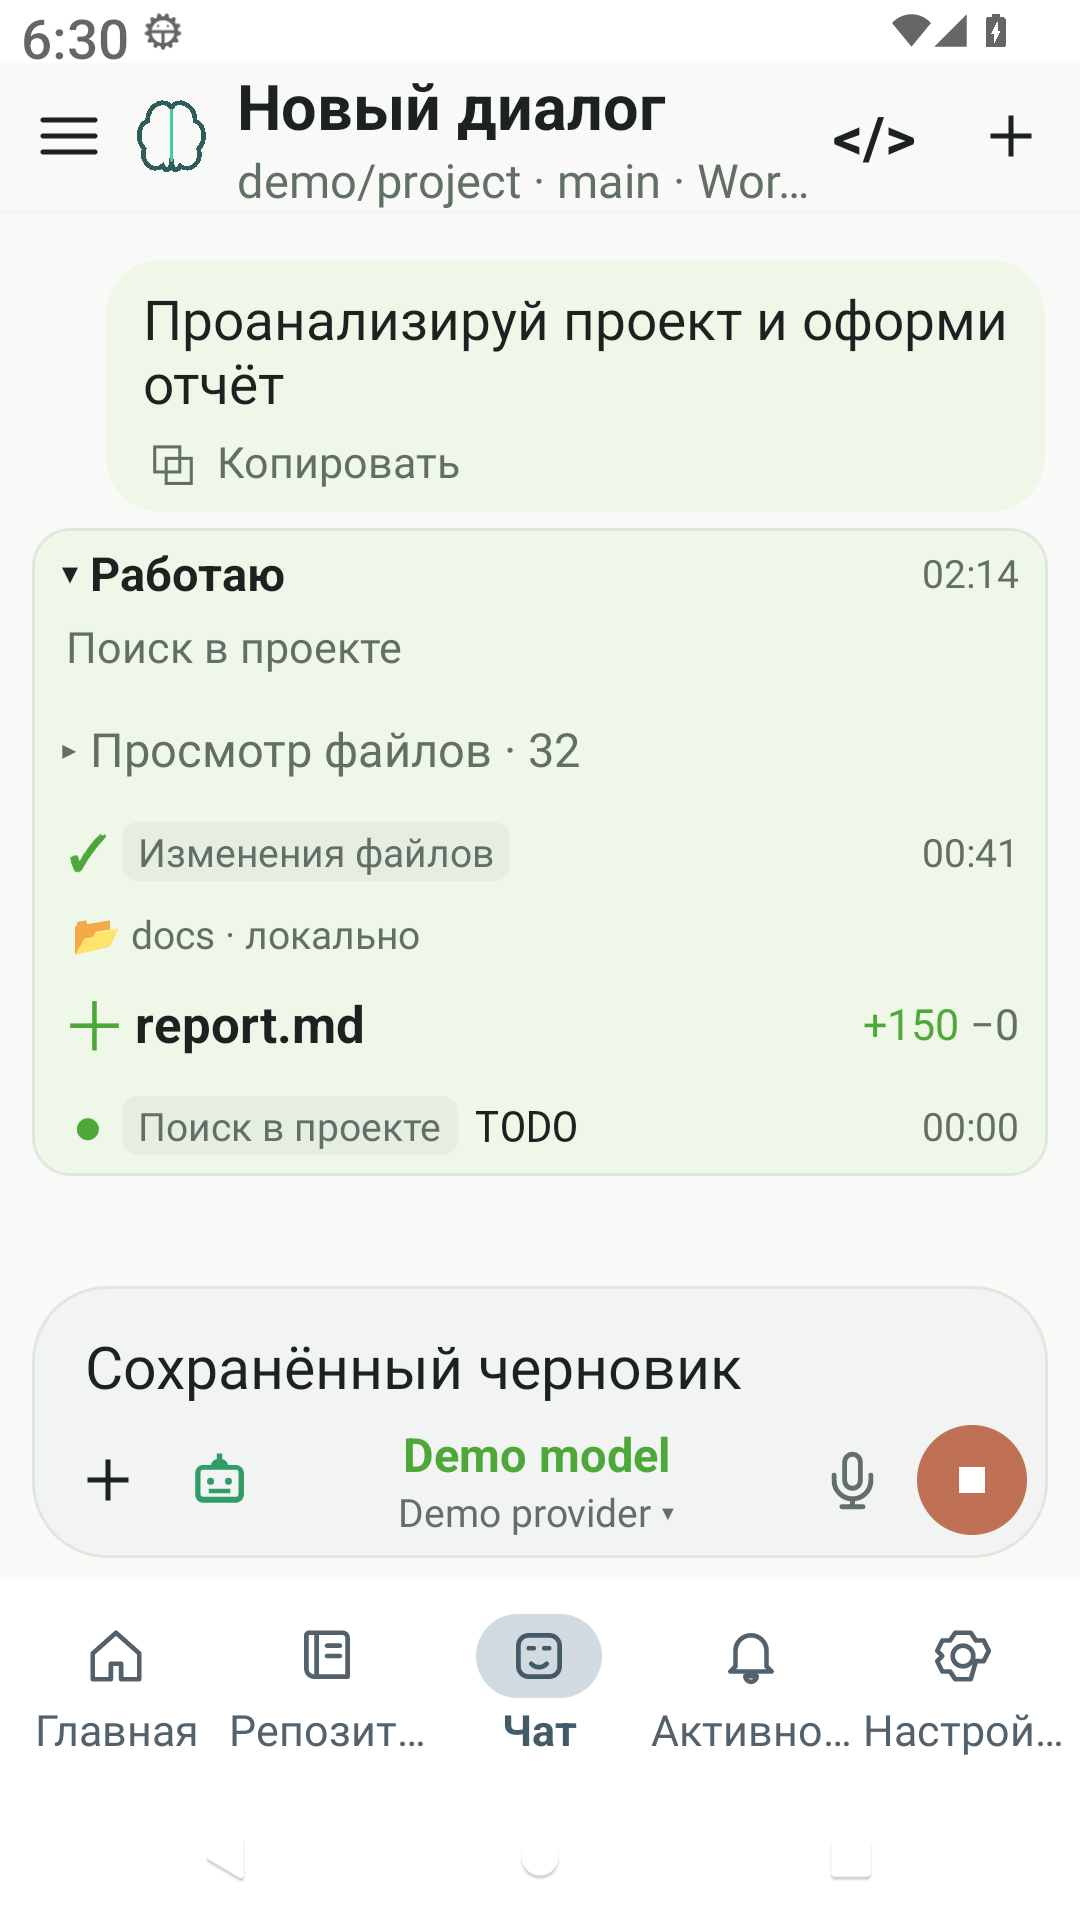 6:30
Новый диалог
</>
demo/project · main · Wor...
Проанализируй проект и оформи
отчёт
Копировать
▾ Работаю 02:14
Поиск в проекте
▸ Просмотр файлов · 32
✓ Изменения файлов 00:41
docs · локально
+ report.md +150 −0
● Поиск в проекте TODO 00:00
Сохранённый черновик
Demo model
Demo provider ▾
Главная Репозит... Чат Активно... Настрой...